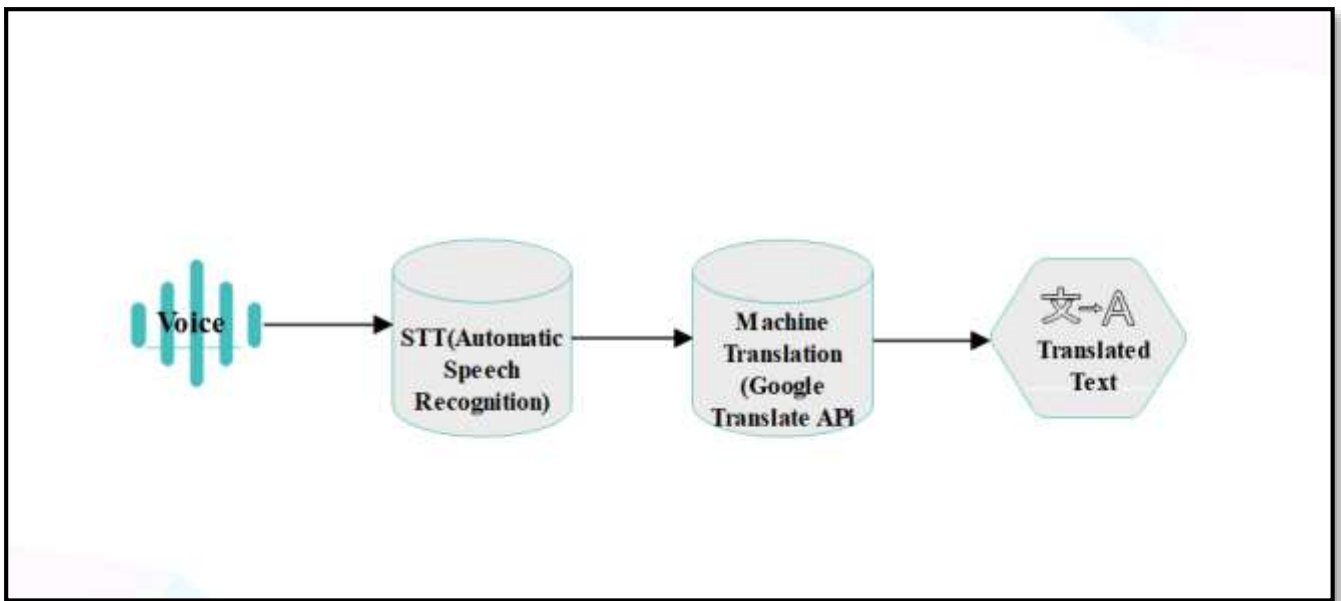 Voice
STT(Automatic
Speech
Recognition)
Machine
Translation
(Google
Translate APi
文→A
Translated
Text